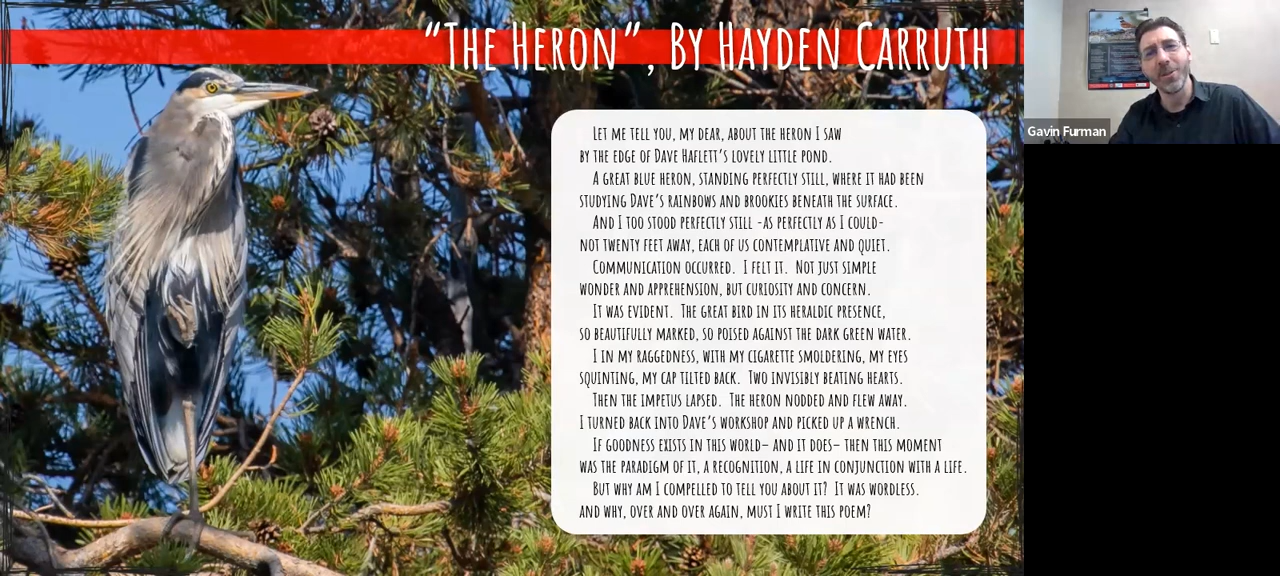 “The Heron”, By Hayden Carruth
Let me tell you, my dear, about the heron I saw
by the edge of Dave Haflett’s lovely little pond.
A great blue heron, standing perfectly still, where it had been
studying Dave’s rainbows and brookies beneath the surface.
And I too stood perfectly still -as perfectly as I could-
not twenty feet away, each of us contemplative and quiet.
Communication occurred. I felt it. Not just simple
wonder and apprehension, but curiosity and concern.
It was evident. The great bird in its heraldic presence,
so beautifully marked, so poised against the dark green water.
I in my raggedness, with my cigarette smoldering, my eyes
squinting, my cap tilted back. Two invisibly beating hearts.
Then the impetus lapsed. The heron nodded and flew away.
I turned back into Dave’s workshop and picked up a wrench.
If goodness exists in this world– and it does– then this moment
was the paradigm of it, a recognition, a life in conjunction with a life.
But why am I compelled to tell you about it? It was wordless.
and why, over and over again, must I write this poem?
Gavin Furman